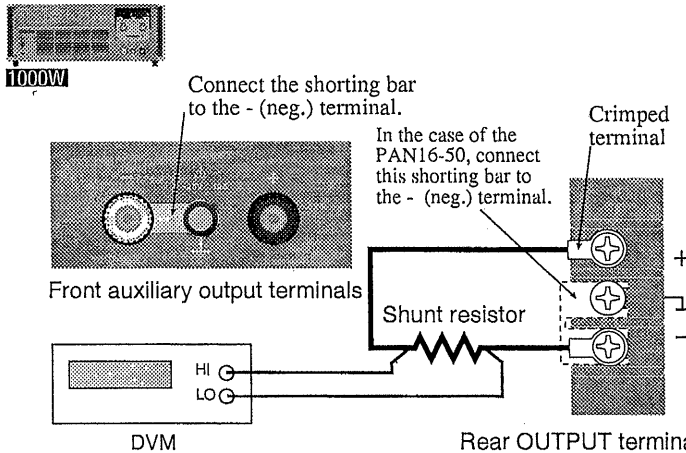 1000W
Connect the shorting bar
to the - (neg.) terminal.
In the case of the
PAN16-50, connect
this shorting bar to
the - (neg.) terminal.
Crimped
terminal
+
-
Front auxiliary output terminals
Shunt resistor
HI
LO
DVM
Rear OUTPUT termina